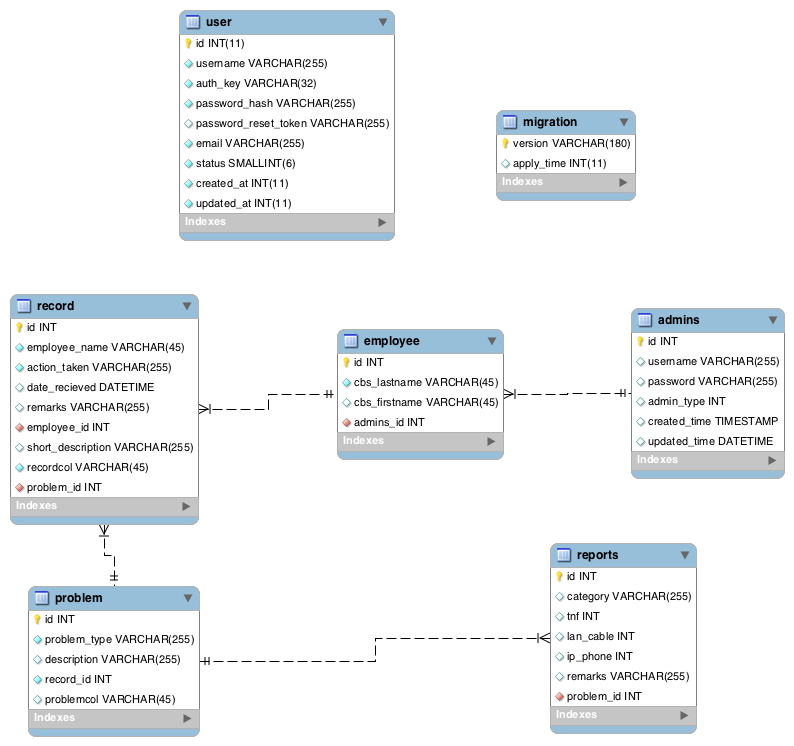 user
id INT(11)
username VARCHAR(255)
auth_key VARCHAR(32)
password_hash VARCHAR(255)
password_reset_token VARCHAR(255)
email VARCHAR(255)
status SMALLINT(6)
created_at INT(11)
updated_at INT(11)
Indexes
migration
version VARCHAR(180)
apply_time INT(11)
Indexes
record
id INT
employee_name VARCHAR(45)
action_taken VARCHAR(255)
date_recieved DATETIME
remarks VARCHAR(255)
employee_id INT
short_description VARCHAR(255)
recordcol VARCHAR(45)
problem_id INT
Indexes
employee
id INT
cbs_lastname VARCHAR(45)
cbs_firstname VARCHAR(45)
admins_id INT
Indexes
admins
id INT
username VARCHAR(255)
password VARCHAR(255)
admin_type INT
created_time TIMESTAMP
updated_time DATETIME
Indexes
problem
id INT
problem_type VARCHAR(255)
description VARCHAR(255)
record_id INT
problemcol VARCHAR(45)
Indexes
reports
id INT
category VARCHAR(255)
tnf INT
lan_cable INT
ip_phone INT
remarks VARCHAR(255)
problem_id INT
Indexes